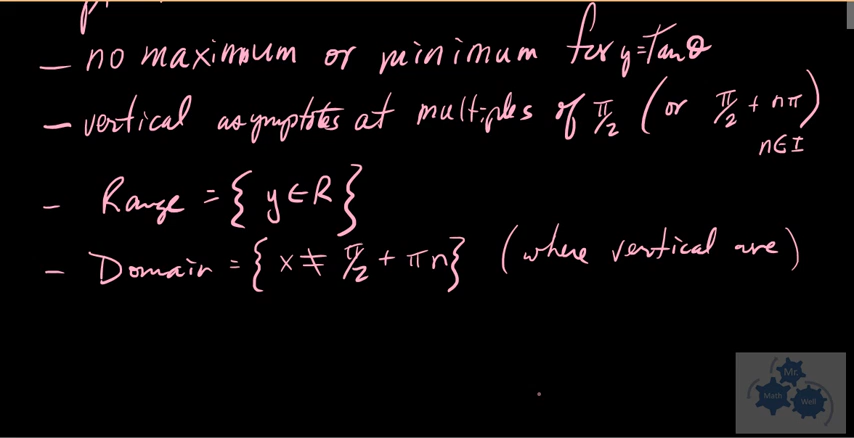 - no maximum or minimum for y=Tanθ
- vertical asymptotes at multiples of π/2 (or π/2 + nπ)
n∈I
- Range = { y∈R }
- Domain = { x ≠ π/2 + πn } (where vertical are)
Mr.
Math
Well